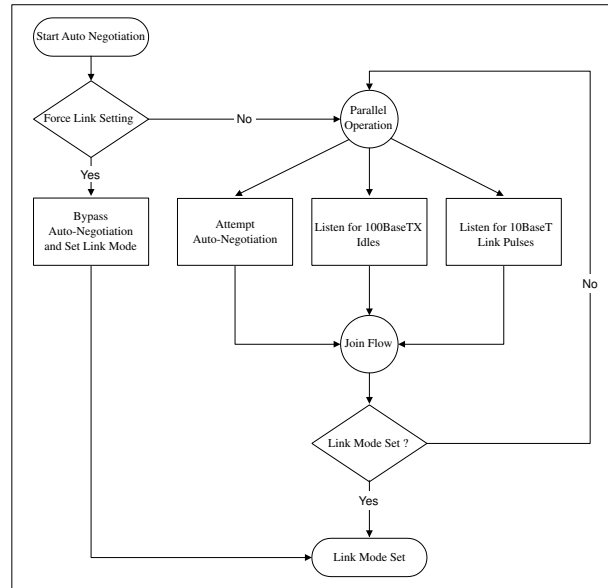 Start Auto Negotiation
Force Link Setting
No
Parallel
Operation
Yes
Bypass
Auto-Negotiation
and Set Link Mode
Attempt
Auto-Negotiation
Listen for 100BaseTX
Idles
Listen for 10BaseT
Link Pulses
No
Join Flow
Link Mode Set ?
Yes
Link Mode Set